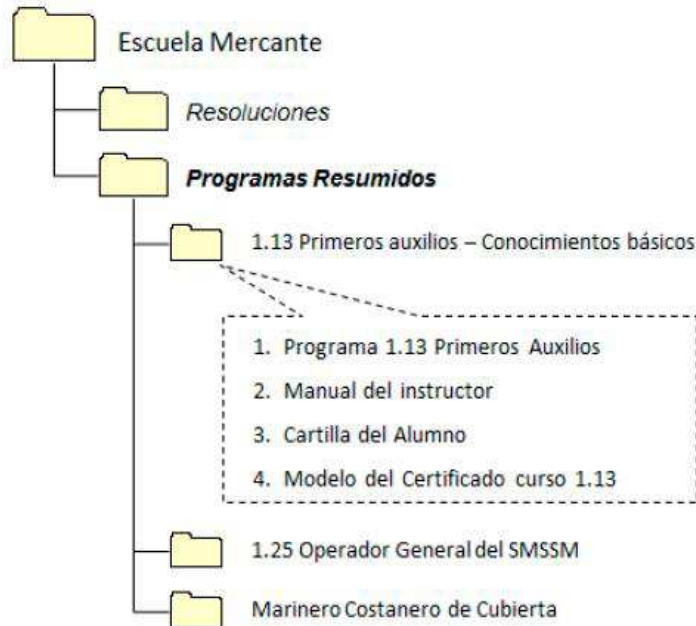 Escuela Mercante
Resoluciones
Programas Resumidos
1.13 Primeros auxilios – Conocimientos básicos
1. Programa 1.13 Primeros Auxilios
2. Manual del instructor
3. Cartilla del Alumno
4. Modelo del Certificado curso 1.13
1.25 Operador General del SMSSM
Marinero Costanero de Cubierta